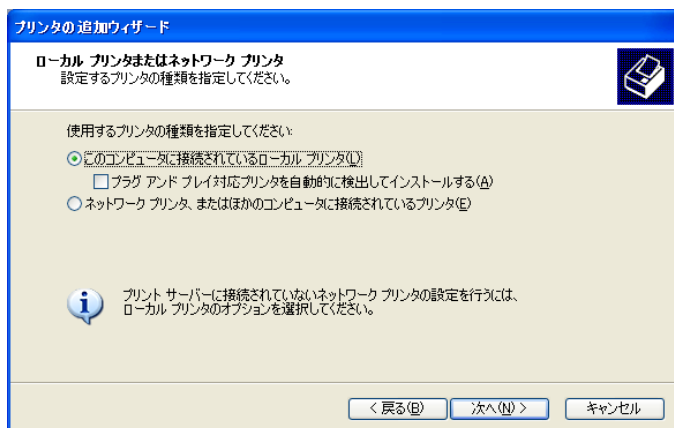 プリンタの追加ウィザード
ローカル プリンタまたはネットワーク プリンタ
設定するプリンタの種類を指定してください。
使用するプリンタの種類を指定してください:
このコンピュータに接続されているローカル プリンタ(L)
プラグ アンド プレイ対応プリンタを自動的に検出してインストールする(A)
ネットワーク プリンタ、またはほかのコンピュータに接続されているプリンタ(E)
プリント サーバーに接続されていないネットワーク プリンタの設定を行うには、
ローカル プリンタのオプションを選択してください。
< 戻る(B) 次へ(N) > キャンセル